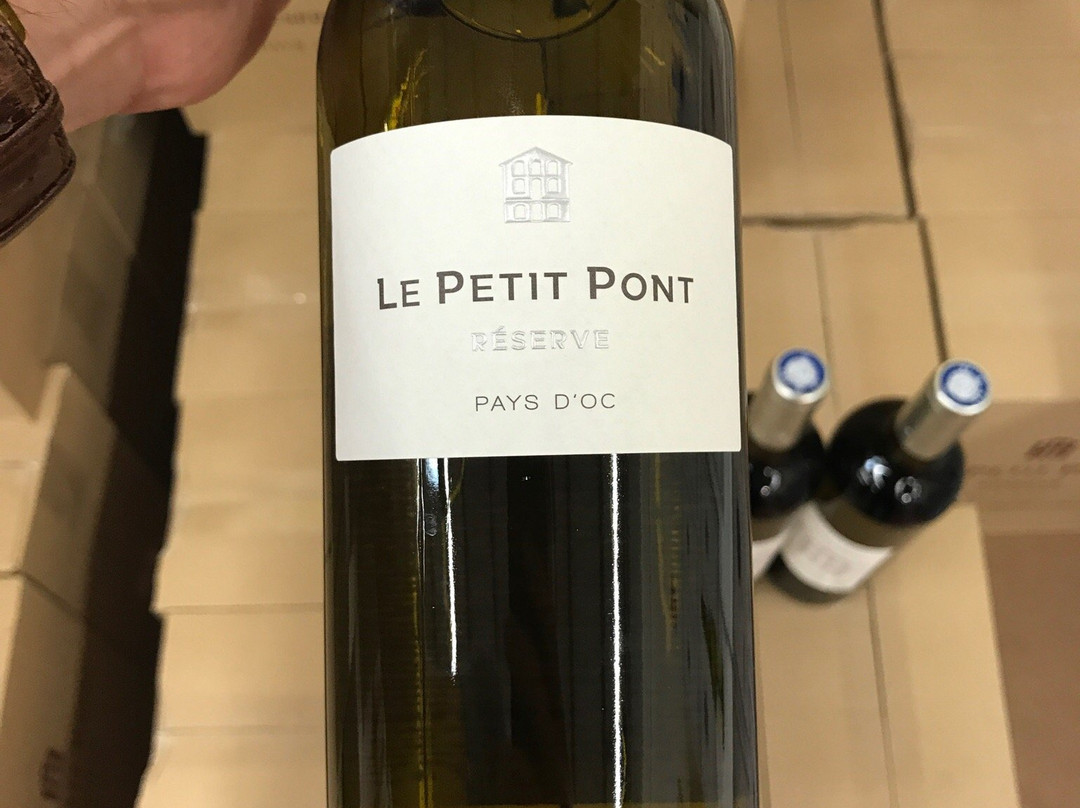 LE PETIT PONT
RÉSERVE
PAYS D'OC